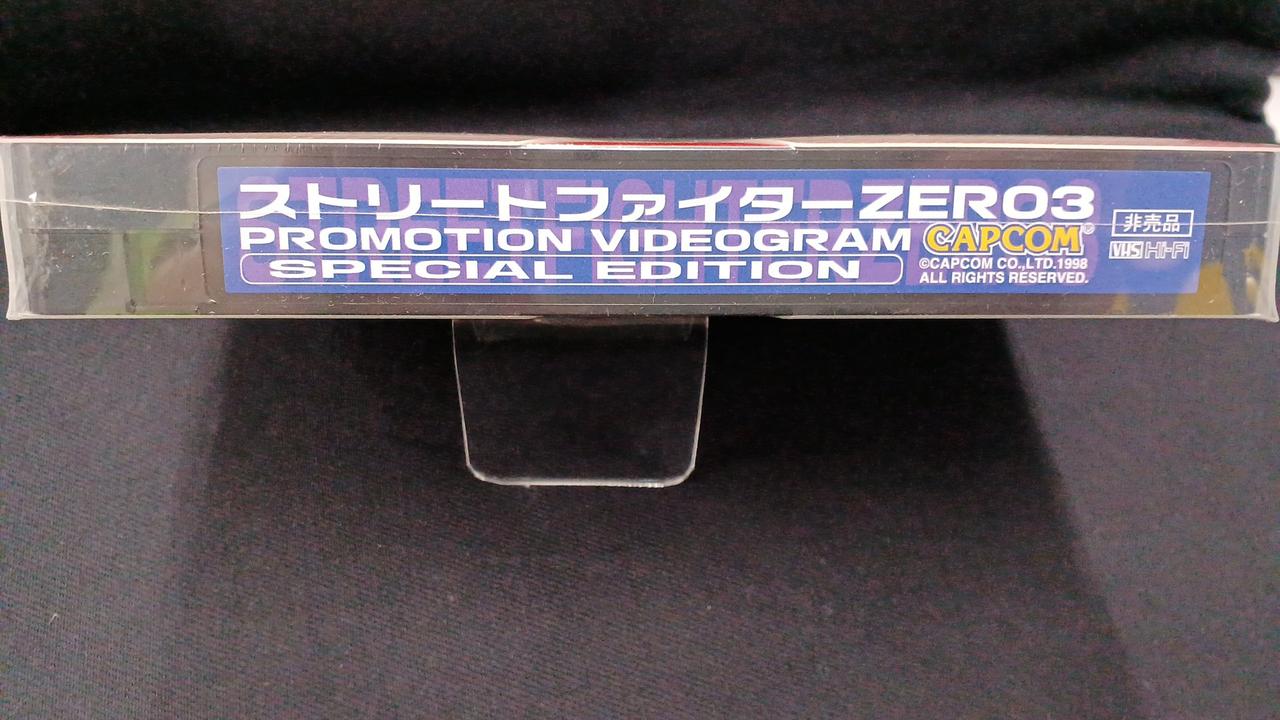 ストリートファイターZERO3
PROMOTION VIDEOGRAM CAPCOM®
SPECIAL EDITION
©CAPCOM CO.,LTD.1998
ALL RIGHTS RESERVED.
非売品
VHS Hi-Fi